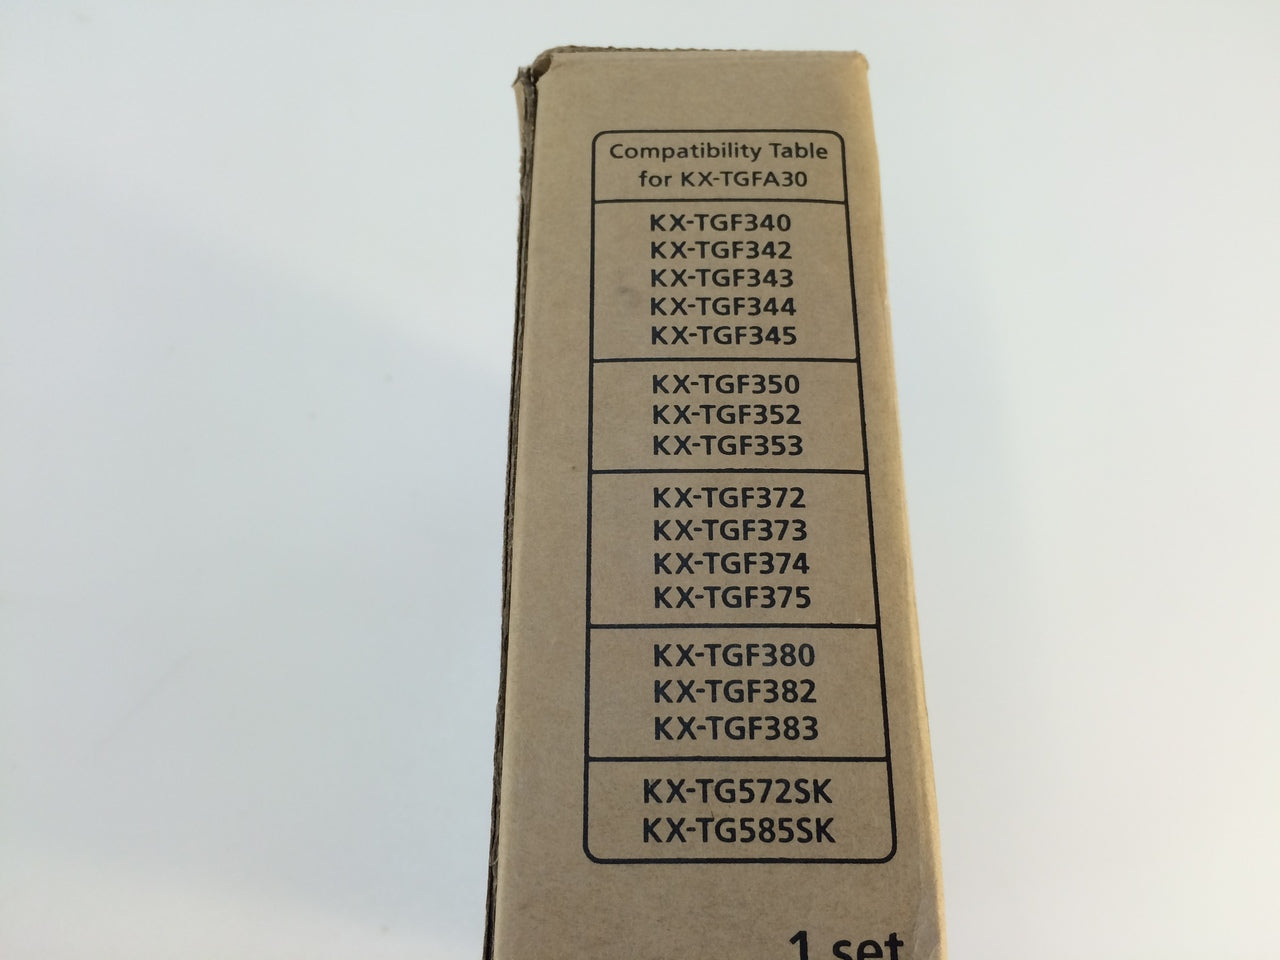 Compatibility Table
for KX-TGFA30
KX-TGF340
KX-TGF342
KX-TGF343
KX-TGF344
KX-TGF345
KX-TGF350
KX-TGF352
KX-TGF353
KX-TGF372
KX-TGF373
KX-TGF374
KX-TGF375
KX-TGF380
KX-TGF382
KX-TGF383
KX-TG572SK
KX-TG585SK
1 set